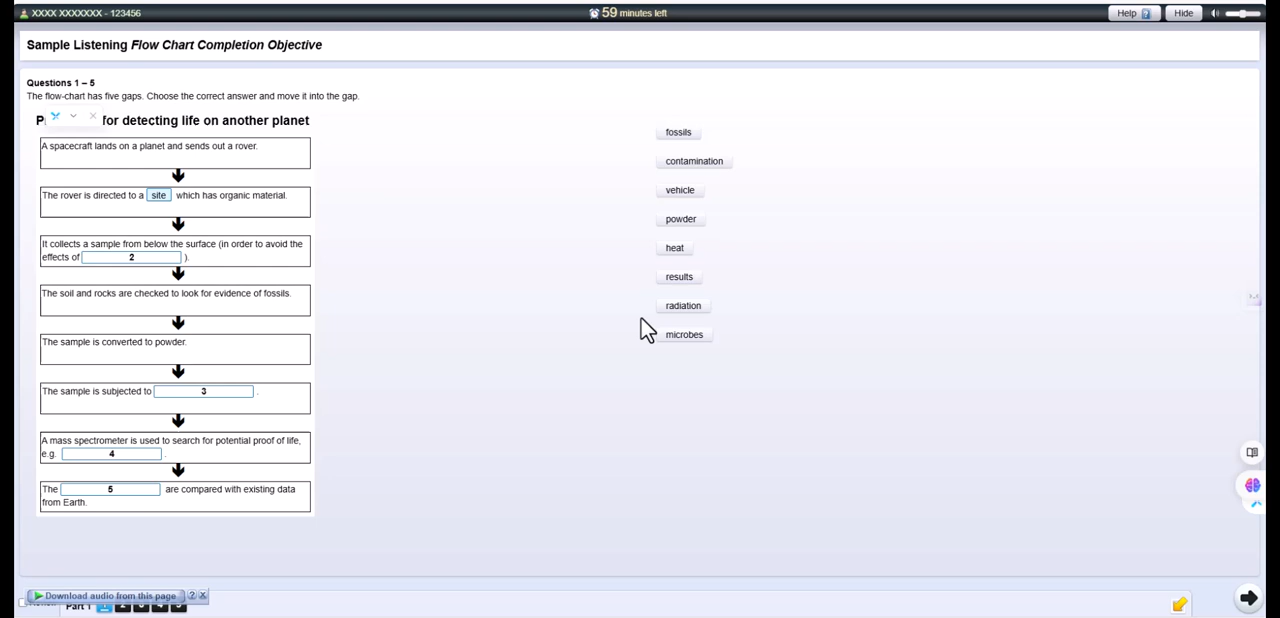 XXXX XXXXXXX - 123456
59 minutes left
Help ?
Hide
Sample Listening Flow Chart Completion Objective
Questions 1 – 5
The flow-chart has five gaps. Choose the correct answer and move it into the gap.
for detecting life on another planet
A spacecraft lands on a planet and sends out a rover.
The rover is directed to a site which has organic material.
It collects a sample from below the surface (in order to avoid the
effects of 2 ).
The soil and rocks are checked to look for evidence of fossils.
The sample is converted to powder.
The sample is subjected to 3 .
A mass spectrometer is used to search for potential proof of life,
e.g. 4 .
The 5 are compared with existing data
from Earth.
fossils
contamination
vehicle
powder
heat
results
radiation
microbes
Download audio from this page ? X
Part 1 1 2 3 4 5